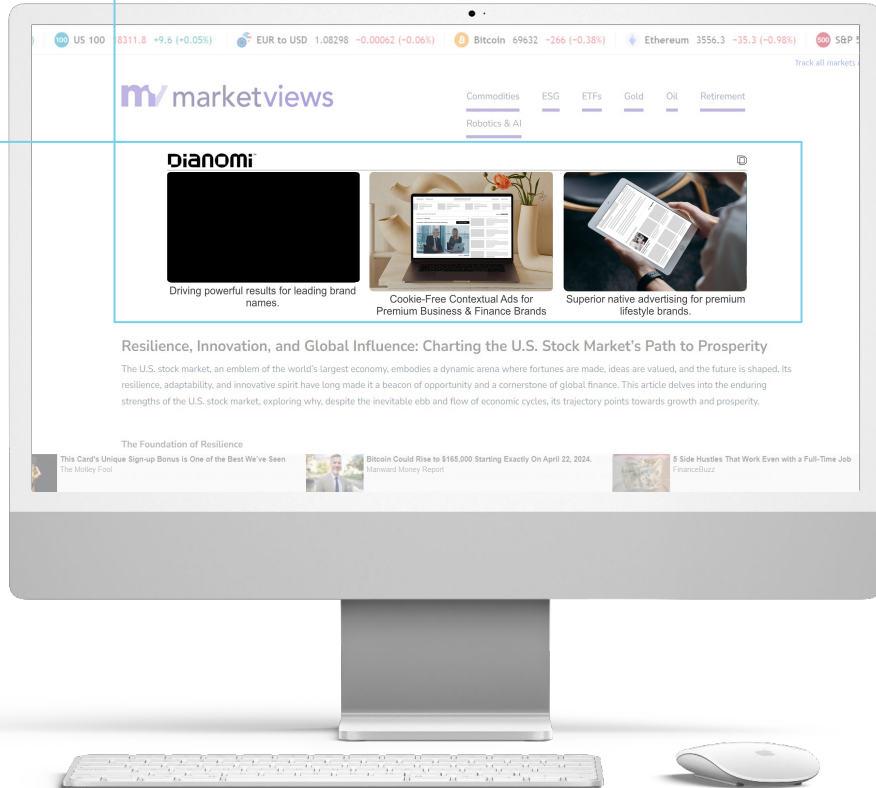 100 US 100 18311.8 +9.6 (+0.05%) EUR to USD 1.08298 −0.00062 (−0.06%) Bitcoin 69632 −266 (−0.38%) Ethereum 3556.3 −35.3 (−0.98%) 500 S&P
Track all markets
mv marketviews
Commodities ESG ETFs Gold Oil Retirement
Robotics & AI
DIANOMI
Driving powerful results for leading brand
names.
Cookie-Free Contextual Ads for
Premium Business & Finance Brands
Superior native advertising for premium
lifestyle brands.
Resilience, Innovation, and Global Influence: Charting the U.S. Stock Market's Path to Prosperity
The U.S. stock market, an emblem of the world's largest economy, embodies a dynamic arena where fortunes are made, ideas are valued, and the future is shaped. Its
resilience, adaptability, and innovative spirit have long made it a beacon of opportunity and a cornerstone of global finance. This article delves into the enduring
strengths of the U.S. stock market, exploring why, despite the inevitable ebb and flow of economic cycles, its trajectory points towards growth and prosperity.
The Foundation of Resilience
This Card's Unique Sign-up Bonus is One of the Best We've Seen
The Motley Fool
Bitcoin Could Rise to $165,000 Starting Exactly On April 22, 2024.
Manward Money Report
5 Side Hustles That Work Even with a Full-Time Job
FinanceBuzz